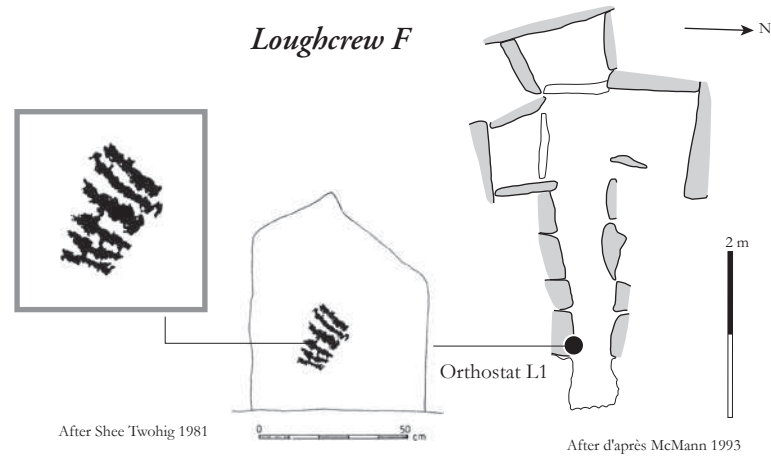 Loughcrew F
N
2 m
Orthostat L1
After Shee Twohig 1981
0
50
cm
After d'après McMann 1993